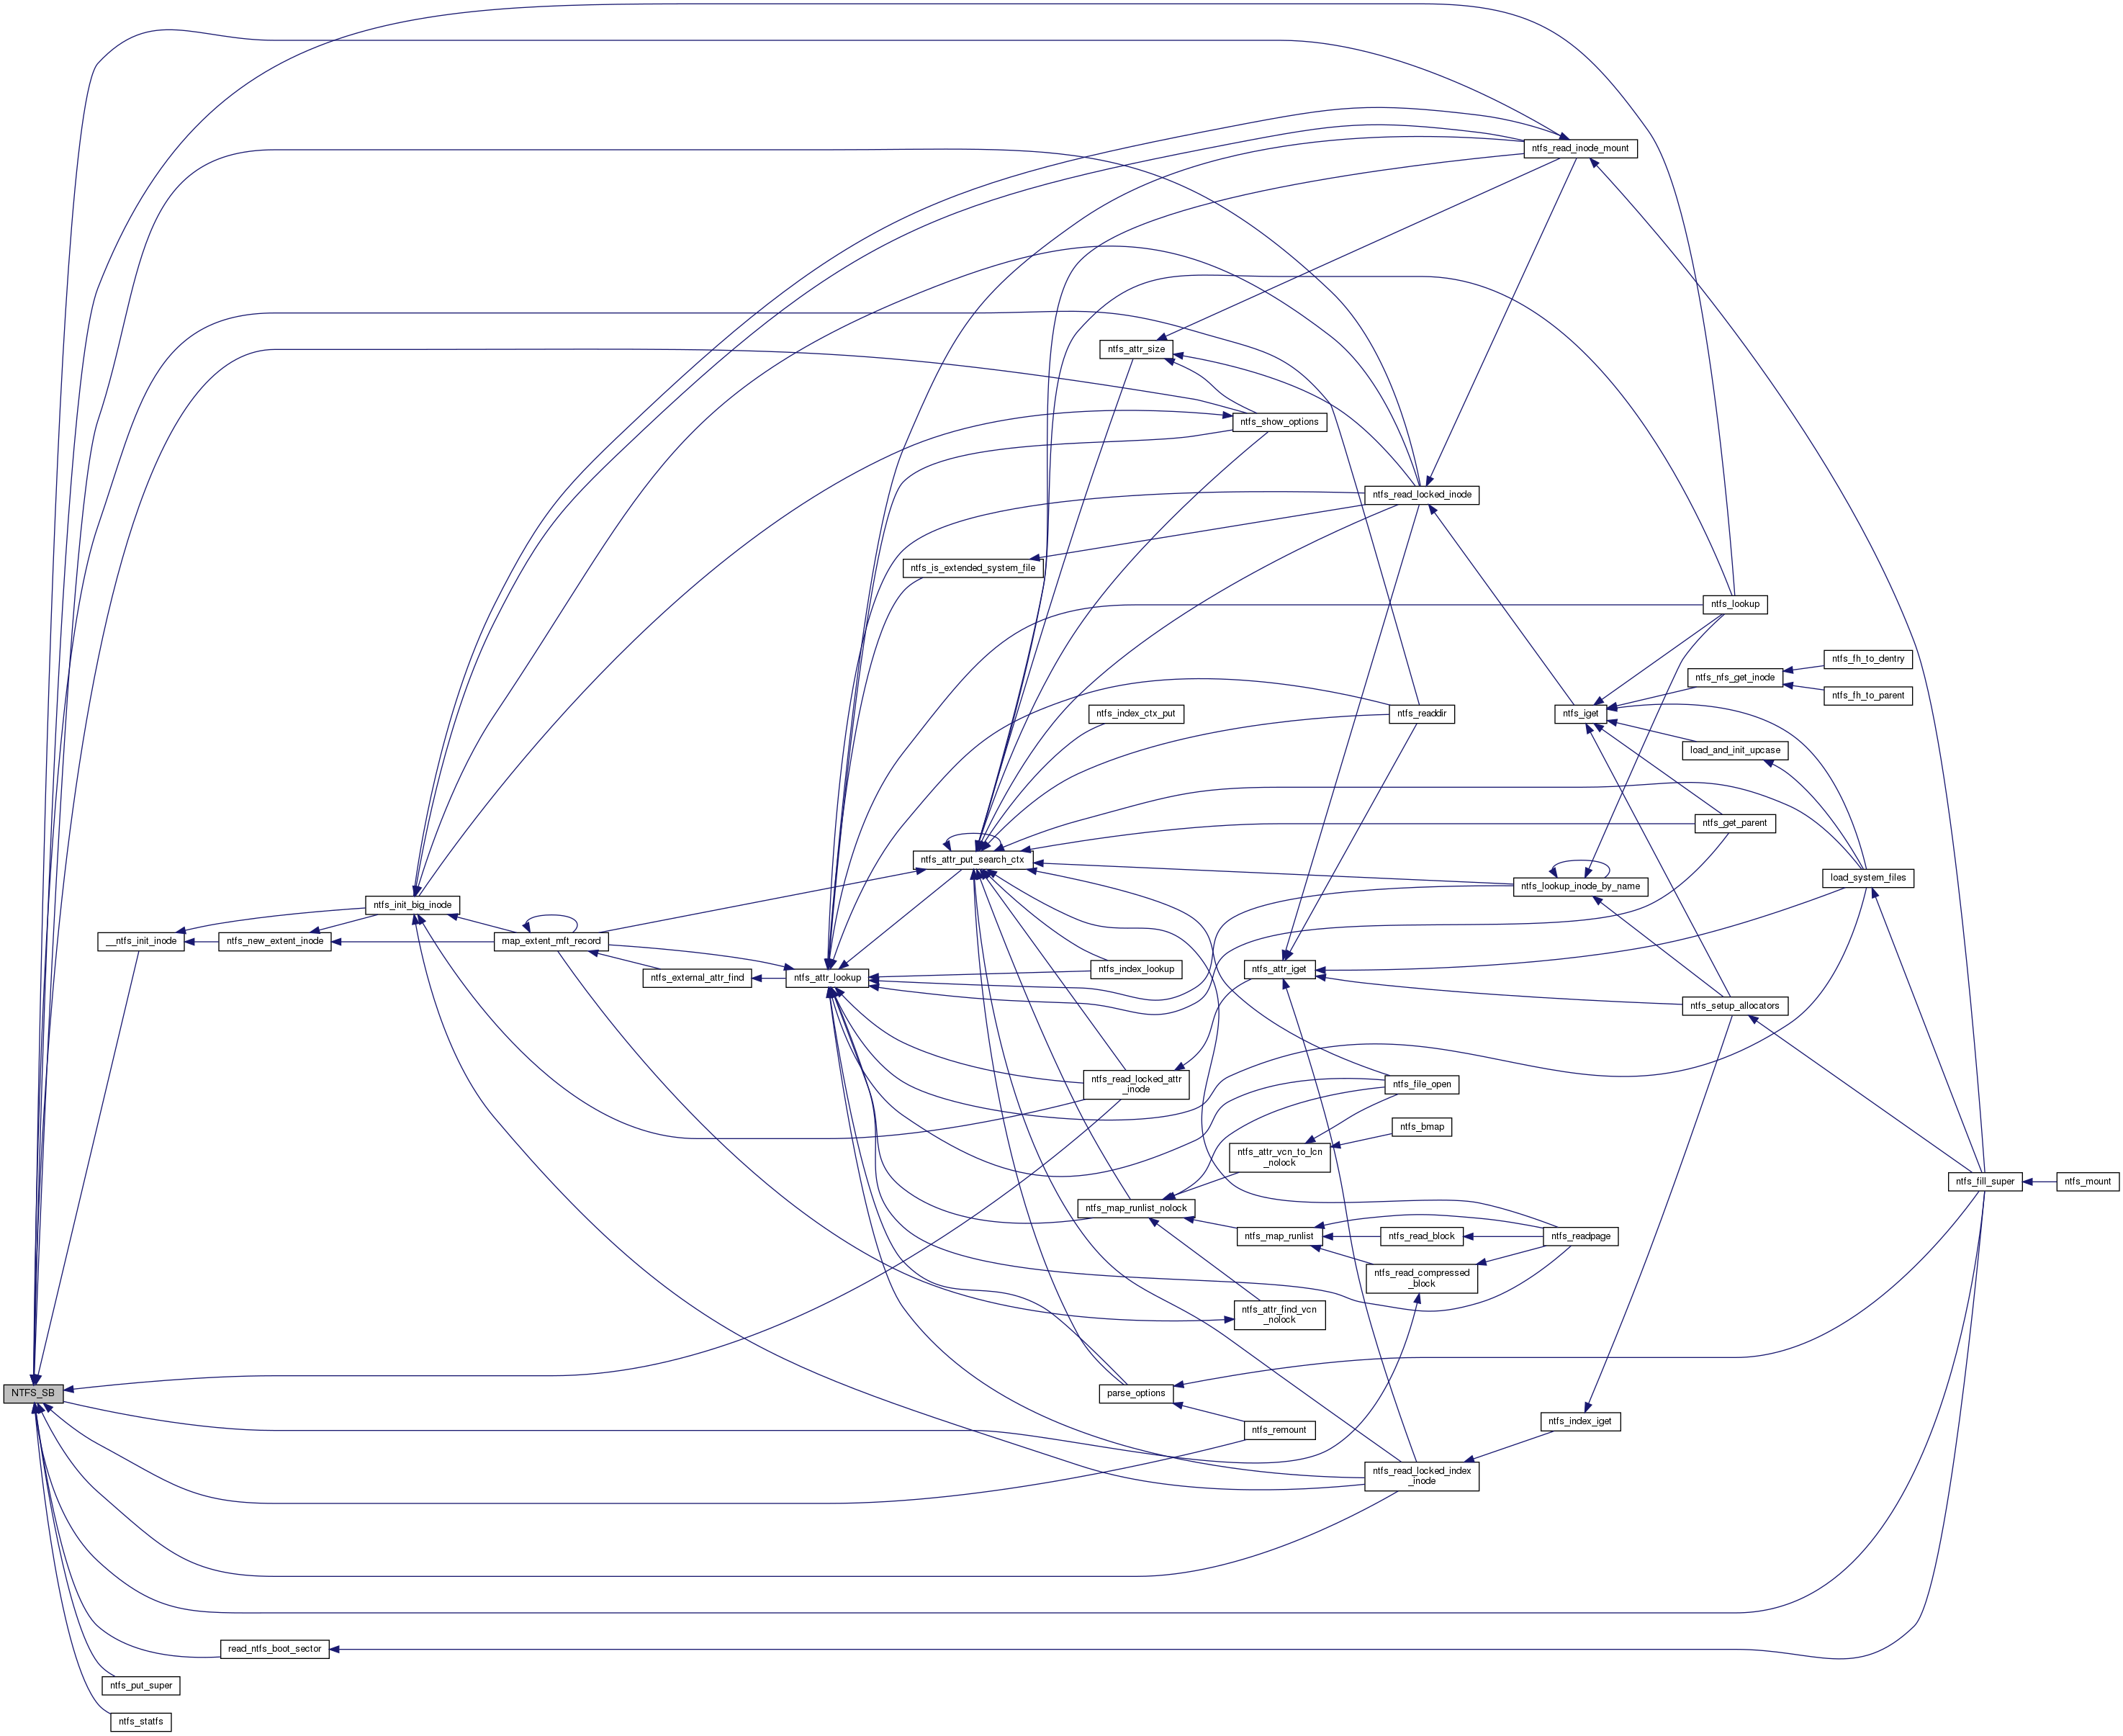 ntfs_read_inode_mount
ntfs_attr_size
ntfs_show_options
ntfs_read_locked_inode
ntfs_is_extended_system_file
ntfs_lookup
ntfs_fh_to_dentry
ntfs_nfs_get_inode
ntfs_fh_to_parent
ntfs_index_ctx_put
ntfs_readdir
ntfs_iget
load_and_init_upcase
ntfs_get_parent
ntfs_attr_put_search_ctx
load_system_files
ntfs_lookup_inode_by_name
ntfs_init_big_inode
__ntfs_init_inode
ntfs_new_extent_inode
map_extent_mft_record
ntfs_external_attr_find
ntfs_attr_lookup
ntfs_index_lookup
ntfs_attr_iget
ntfs_setup_allocators
ntfs_read_locked_attr
_inode
ntfs_file_open
ntfs_bmap
ntfs_attr_vcn_to_lcn
_nolock
ntfs_fill_super
ntfs_mount
ntfs_map_runlist_nolock
ntfs_map_runlist
ntfs_read_block
ntfs_readpage
ntfs_read_compressed
_block
ntfs_attr_find_vcn
_nolock
NTFS_SB
parse_options
ntfs_remount
ntfs_index_iget
ntfs_read_locked_index
_inode
read_ntfs_boot_sector
ntfs_put_super
ntfs_statfs